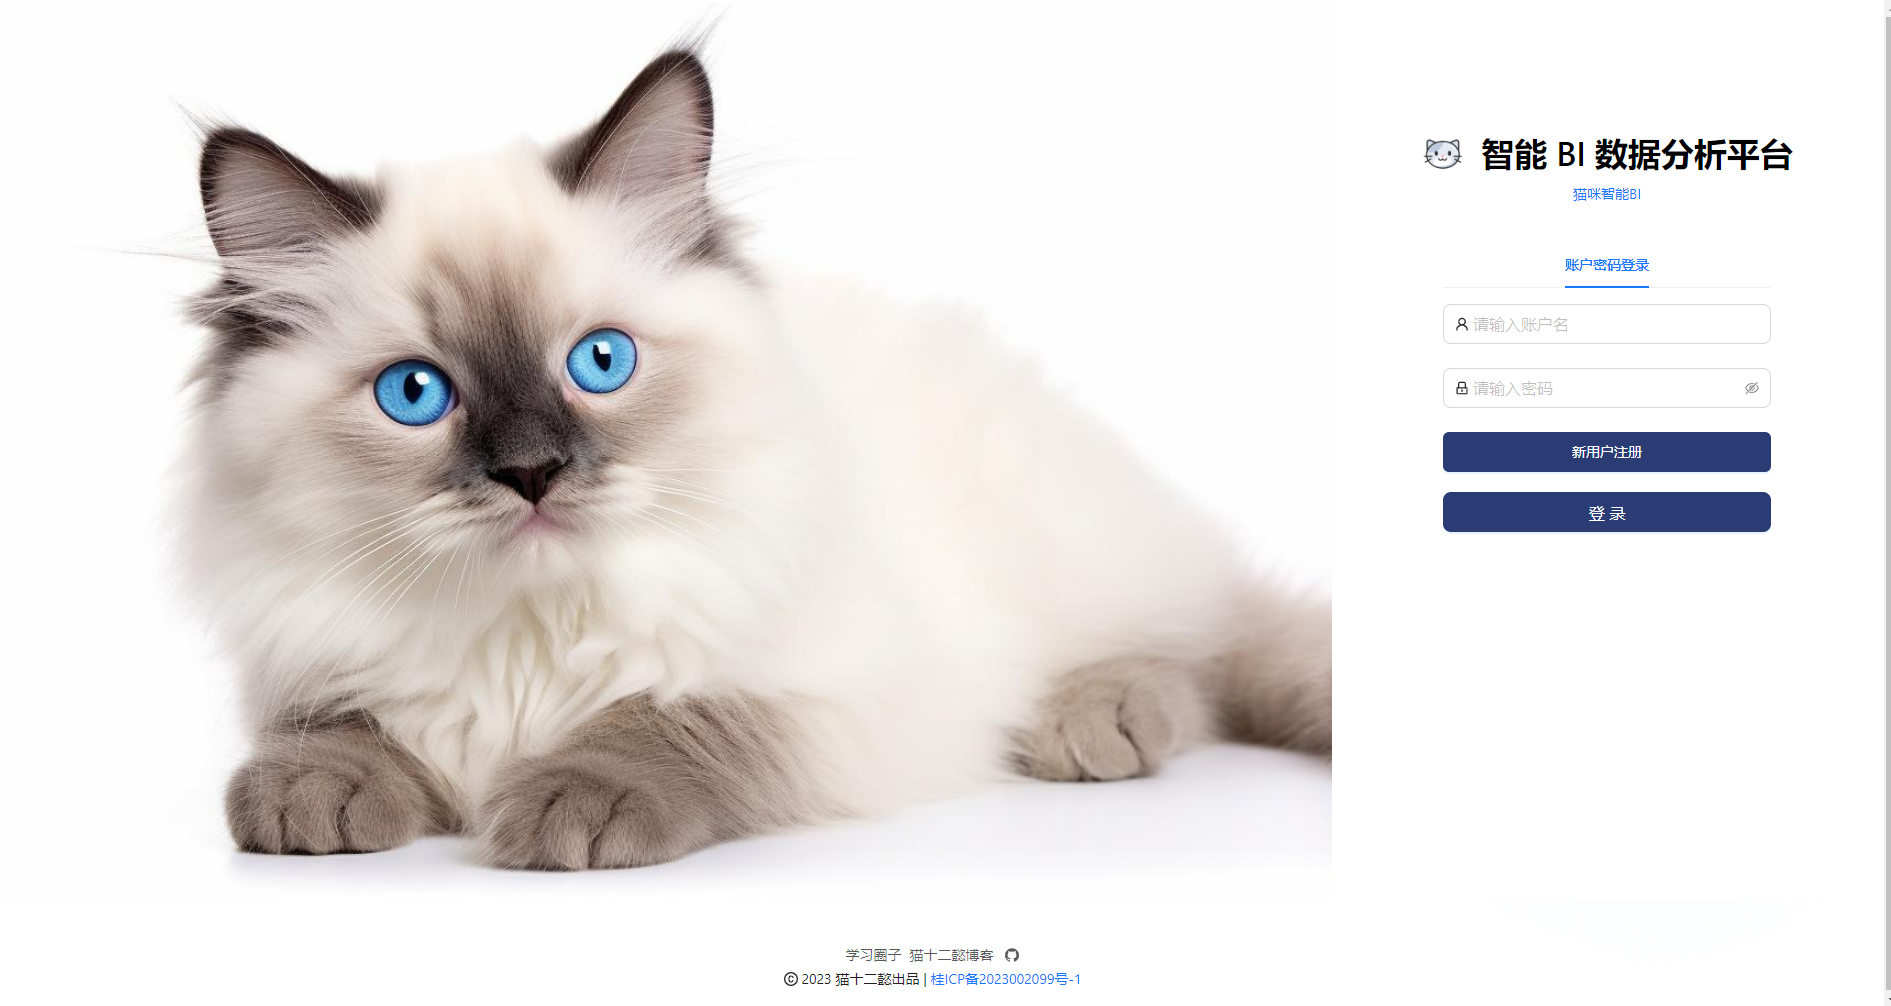 智能 BI 数据分析平台
猫咪智能BI
账户密码登录
请输入账户名
请输入密码
新用户注册
登 录
学习圈子 猫十二懿博客
© 2023 猫十二懿出品 | 桂ICP备2023002099号-1